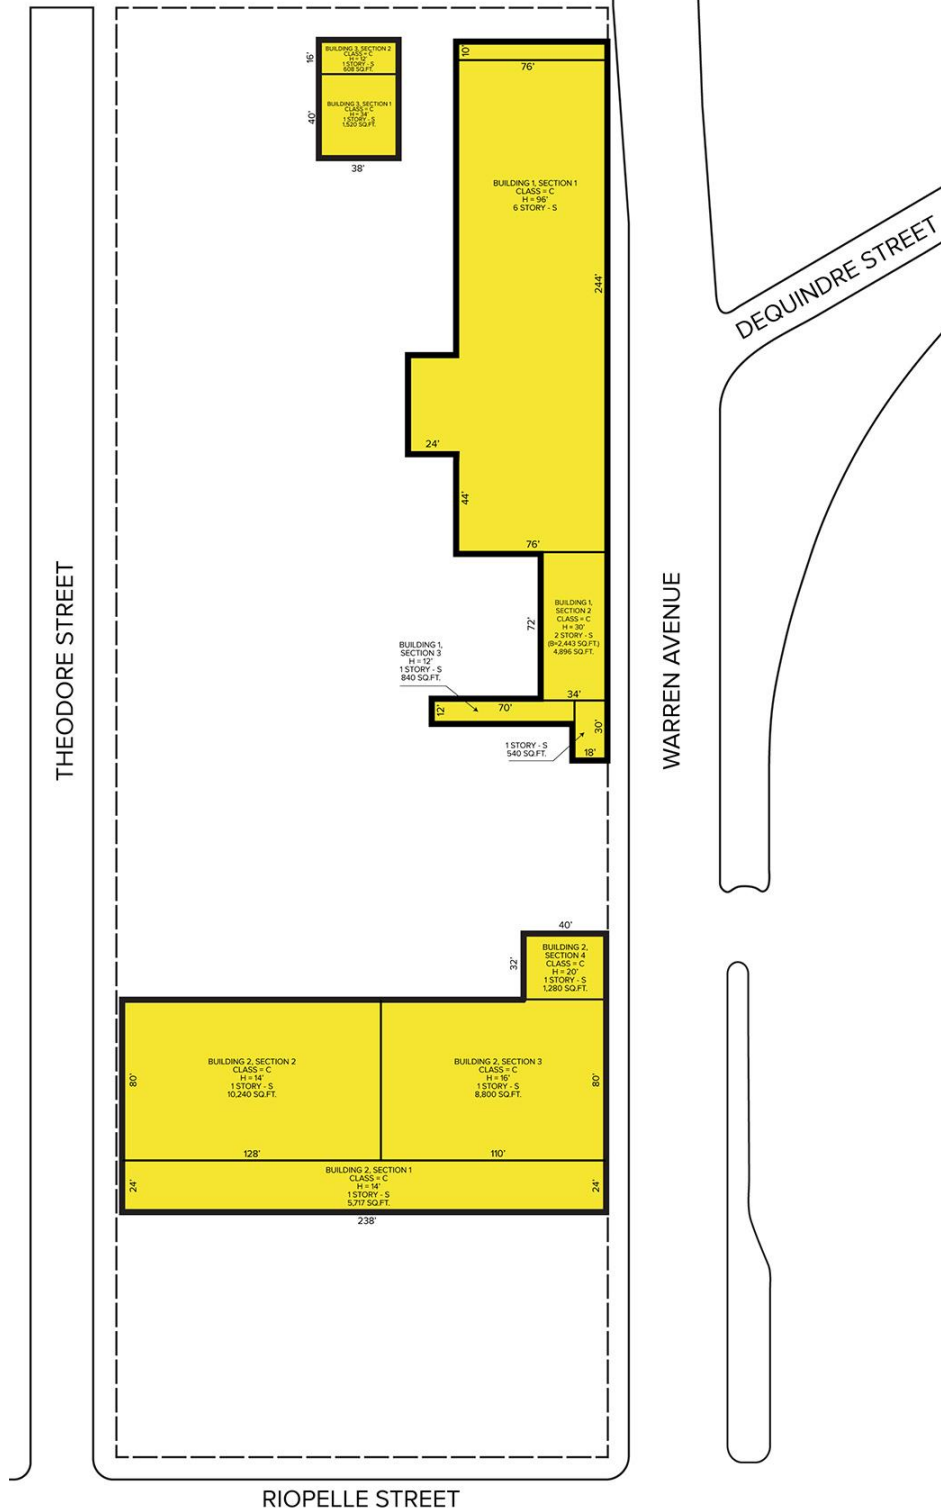 BUILDING 3, SECTION 2
CLASS = C
H = 12'
1 STORY - S
608 SQ.FT.
16'
BUILDING 3, SECTION 1
CLASS = C
H = 34'
1 STORY - S
1,520 SQ.FT.
40'
38'
10'
76'
BUILDING 1, SECTION 1
CLASS = C
H = 96'
6 STORY - S
244'
DEQUINDRE STREET
24'
44'
76'
THEODORE STREET
WARREN AVENUE
BUILDING 1,
SECTION 2
CLASS = C
H = 30'
2 STORY - S
(B=2,443 SQ.FT.)
4,896 SQ.FT.
72'
34'
BUILDING 1,
SECTION 3
H = 12'
1 STORY - S
840 SQ.FT.
12'
70'
30'
18'
1 STORY - S
540 SQ.FT.
40'
32'
BUILDING 2,
SECTION 4
CLASS = C
H = 20'
1 STORY - S
1,280 SQ.FT.
80'
BUILDING 2, SECTION 2
CLASS = C
H = 14'
1 STORY - S
10,240 SQ.FT.
128'
BUILDING 2, SECTION 3
CLASS = C
H = 16'
1 STORY - S
8,800 SQ.FT.
80'
110'
24'
BUILDING 2, SECTION 1
CLASS = C
H = 14'
1 STORY - S
5,717 SQ.FT.
24'
238'
RIOPELLE STREET